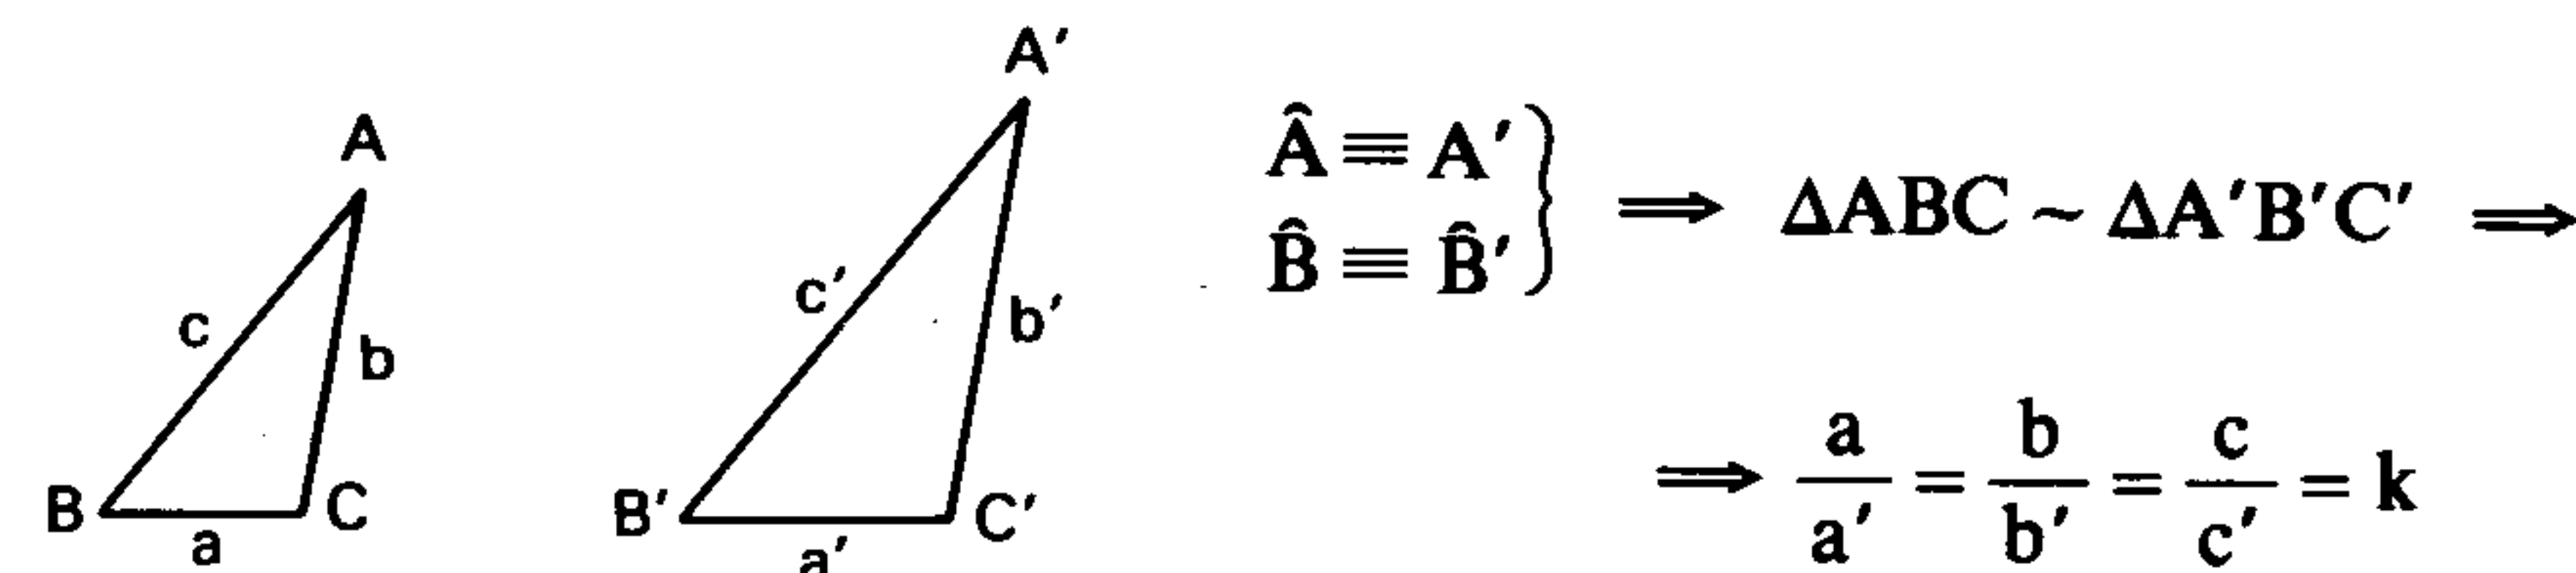 A
c
b
B
C
a
A′
c′
b′
B′
C′
a′
Â ≡ A′
B̂ ≡ B̂′
} ⟹ ΔABC ~ ΔA′B′C′ ⟹
⟹ a/a′ = b/b′ = c/c′ = k